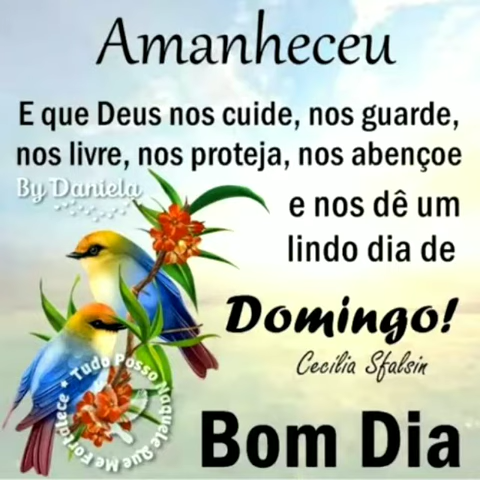 Amanheceu
E que Deus nos cuide, nos guarde,
nos livre, nos proteja, nos abençoe
By Daniela
e nos dê um
lindo dia de
Domingo!
Cecilia Sfalsin
Tudo Posso Naquele Que Me Fortalece
Bom Dia